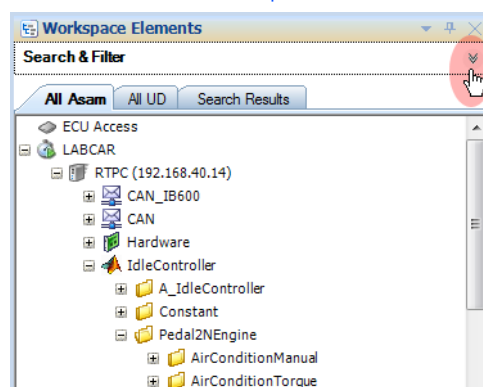 Workspace Elements
Search & Filter
All Asam All UD Search Results
ECU Access
LABCAR
RTPC (192.168.40.14)
CAN_IB600
CAN
Hardware
IdleController
A_IdleController
Constant
Pedal2NEngine
AirConditionManual
AirConditionTorque